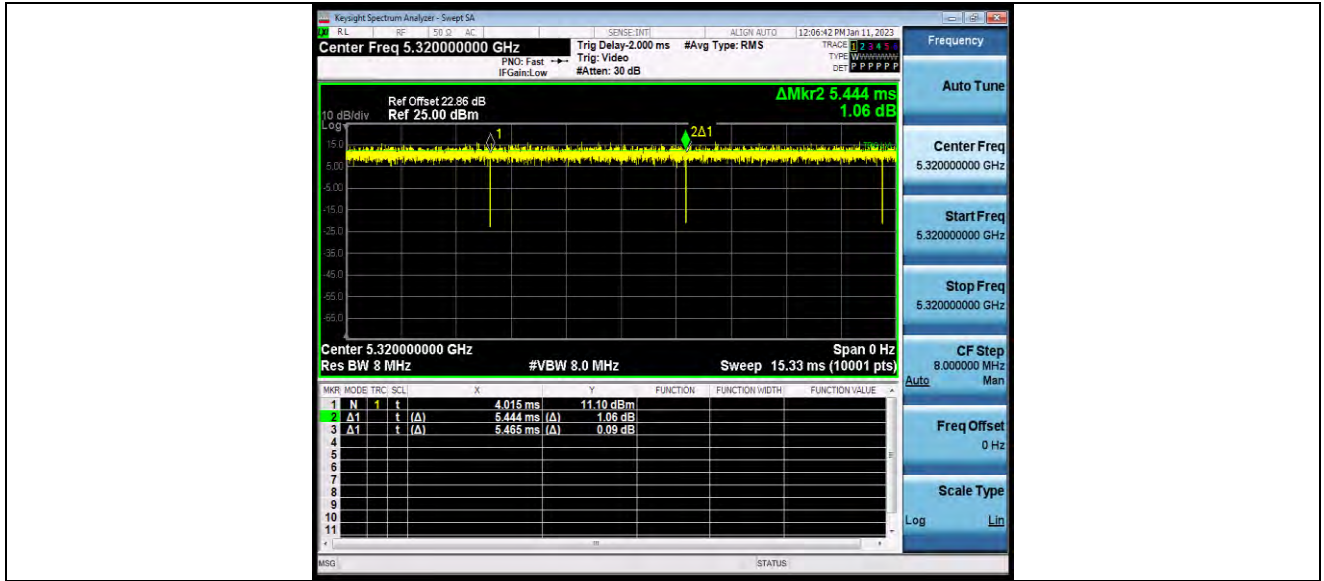 Keysight Spectrum Analyzer - Swept SA
RL RF 50 Ω AC SENSE:INT ALIGN AUTO 12:06:42 PM Jan 11, 2023
Center Freq 5.320000000 GHz
PNO: Fast
IFGain:Low
Trig Delay-2.000 ms
Trig: Video
#Atten: 30 dB
#Avg Type: RMS
TRACE 1 2 3 4 5 6
TYPE WWWWWW
DET P P P P P P
ΔMkr2 5.444 ms
1.06 dB
Ref Offset 22.86 dB
10 dB/div Ref 25.00 dBm
Log
15.0
5.00
-5.00
-15.0
-25.0
-35.0
-45.0
-55.0
-65.0
1
2Δ1
Center 5.320000000 GHz Span 0 Hz
Res BW 8 MHz #VBW 8.0 MHz Sweep 15.33 ms (10001 pts)
MKR MODE TRC SCL X Y FUNCTION FUNCTION WIDTH FUNCTION VALUE
1 N 1 t 4.015 ms 11.10 dBm
2 Δ1 t (Δ) 5.444 ms (Δ) 1.06 dB
3 Δ1 t (Δ) 5.465 ms (Δ) 0.09 dB
4
5
6
7
8
9
10
11
MSG STATUS
Frequency
Auto Tune
Center Freq
5.320000000 GHz
Start Freq
5.320000000 GHz
Stop Freq
5.320000000 GHz
CF Step
8.000000 MHz
Auto Man
Freq Offset
0 Hz
Scale Type
Log Lin